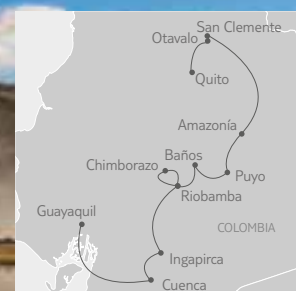 San Clemente
Otavalo
Quito
Amazonía
Baños
Chimborazo
Puyo
Riobamba
Guayaquil
COLOMBIA
Ingapirca
Cuenca